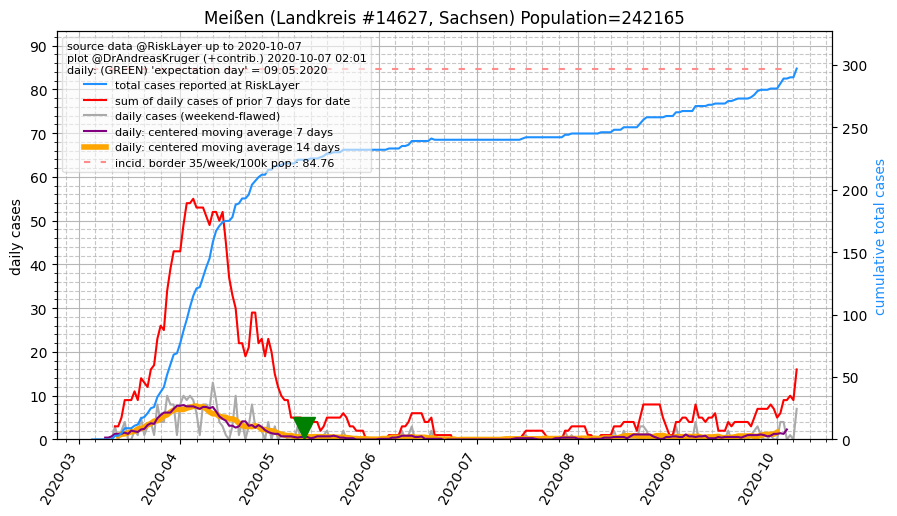 Meißen (Landkreis #14627, Sachsen) Population=242165
source data @RiskLayer up to 2020-10-07
plot @DrAndreasKruger (+contrib.) 2020-10-07 02:01
daily: (GREEN) 'expectation day' = 09.05.2020
total cases reported at RiskLayer
sum of daily cases of prior 7 days for date
daily cases (weekend-flawed)
daily: centered moving average 7 days
daily: centered moving average 14 days
incid. border 35/week/100k pop.: 84.76
daily cases
90
80
70
60
50
40
30
20
10
0
cumulative total cases
300
250
200
150
100
50
0
2020-03
2020-04
2020-05
2020-06
2020-07
2020-08
2020-09
2020-10